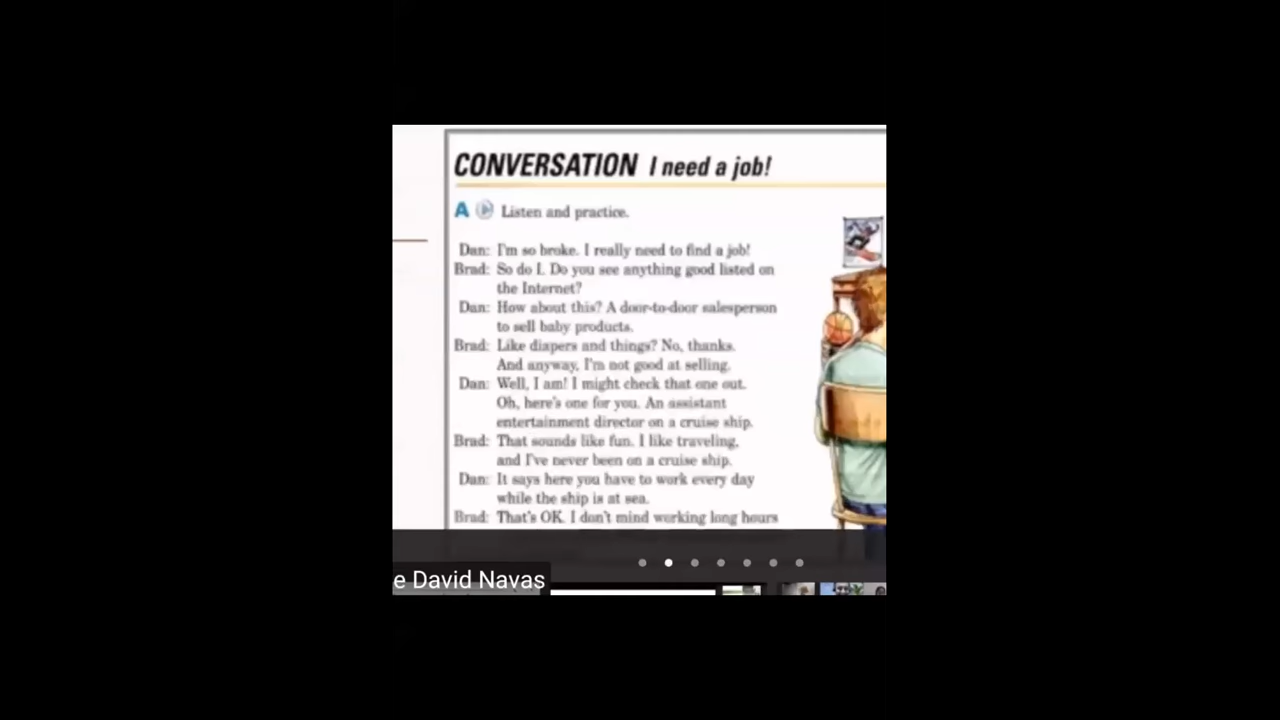 CONVERSATION I need a job!
A Listen and practice.
Dan: I'm so broke. I really need to find a job!
Brad: So do I. Do you see anything good listed on
the Internet?
Dan: How about this? A door-to-door salesperson
to sell baby products.
Brad: Like diapers and things? No, thanks.
And anyway, I'm not good at selling.
Dan: Well, I am! I might check that one out.
Oh, here's one for you. An assistant
entertainment director on a cruise ship.
Brad: That sounds like fun. I like traveling,
and I've never been on a cruise ship.
Dan: It says here you have to work every day
while the ship is at sea.
Brad: That's OK. I don't mind working long hours
e David Navas